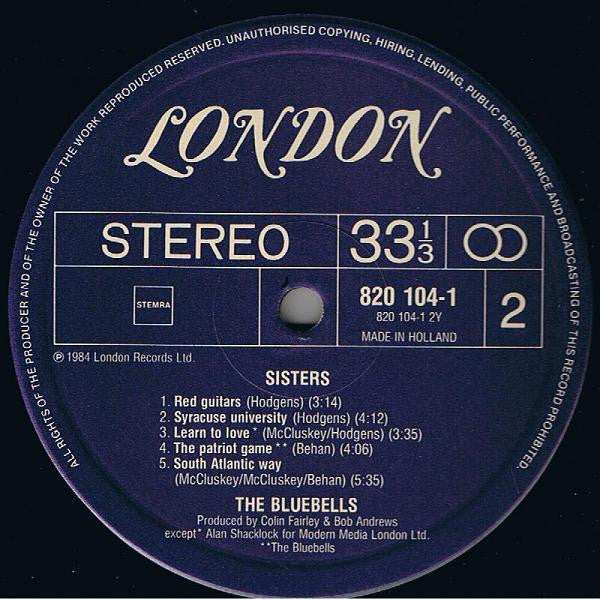 ALL RIGHTS OF THE PRODUCER AND OF THE OWNER OF THE WORK REPRODUCED RESERVED. UNAUTHORISED COPYING, HIRING, LENDING, PUBLIC PERFORMANCE AND BROADCASTING OF THIS RECORD PROHIBITED.
LONDON
STEREO 33⅓
STEMRA
820 104-1
820 104-1 2Y
2
MADE IN HOLLAND
℗ 1984 London Records Ltd.
SISTERS
1. Red guitars (Hodgens) (3:14)
2. Syracuse university (Hodgens) (4:12)
3. Learn to love * (McCluskey/Hodgens) (3:35)
4. The patriot game ** (Behan) (4:06)
5. South Atlantic way
(McCluskey/McCluskey/Behan) (5:35)
THE BLUEBELLS
Produced by Colin Fairley & Bob Andrews
except* Alan Shacklock for Modern Media London Ltd.
**The Bluebells